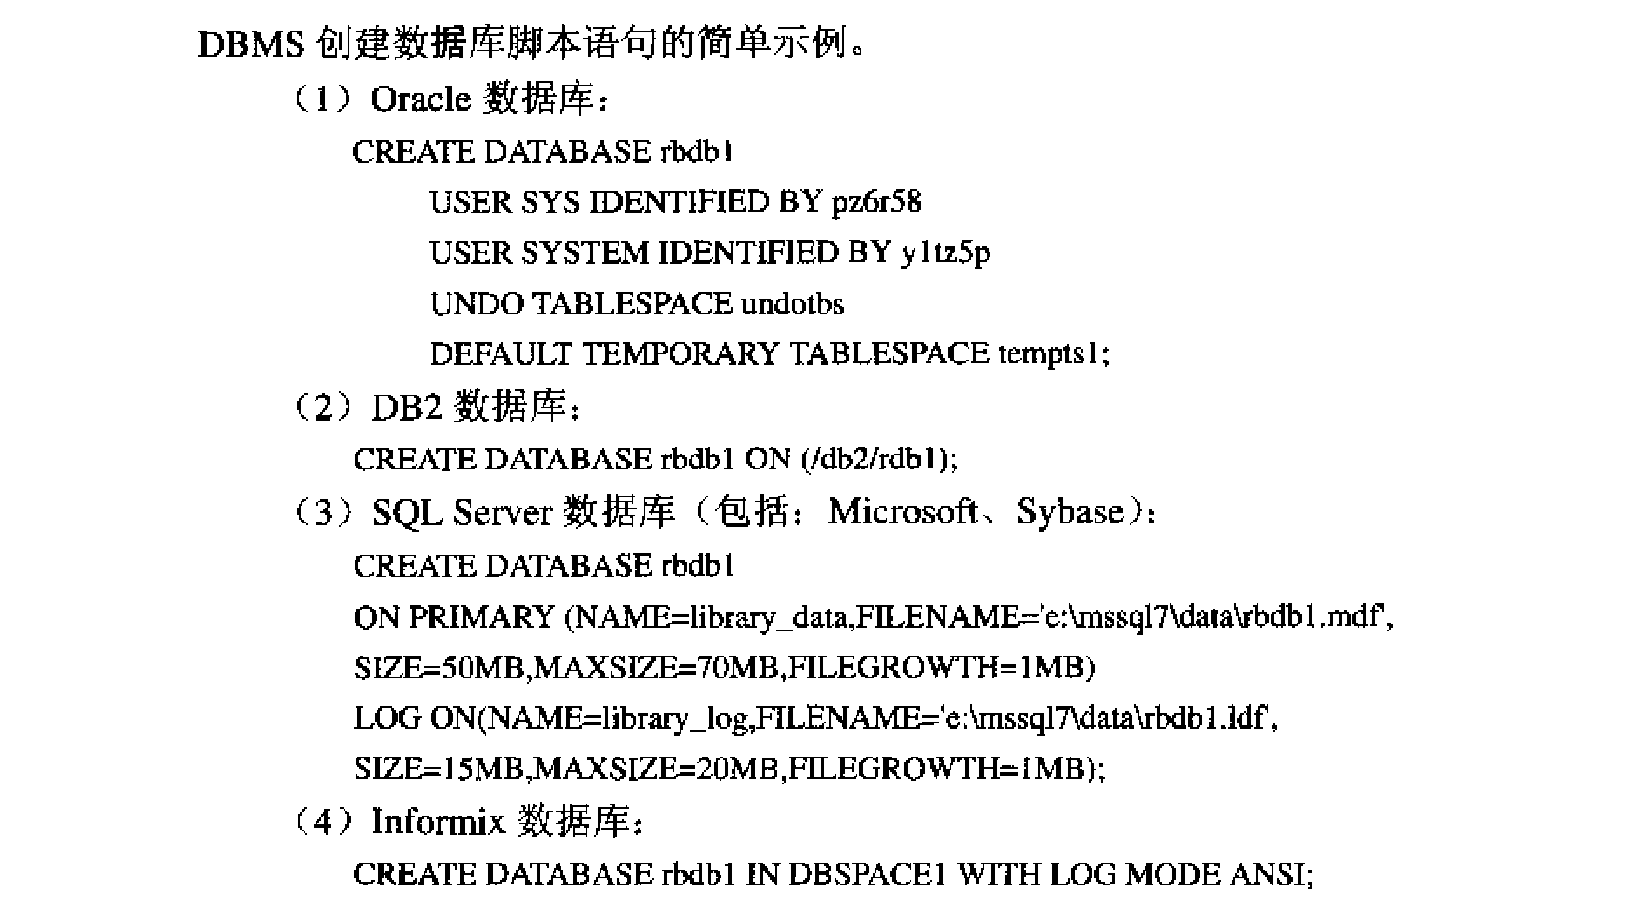 DBMS 创建数据库脚本语句的简单示例。
（1）Oracle 数据库：
CREATE DATABASE rbdb1
USER SYS IDENTIFIED BY pz6r58
USER SYSTEM IDENTIFIED BY y1tz5p
UNDO TABLESPACE undotbs
DEFAULT TEMPORARY TABLESPACE tempts1;
（2）DB2 数据库：
CREATE DATABASE rbdb1 ON (/db2/rdb1);
（3）SQL Server 数据库（包括：Microsoft、Sybase）：
CREATE DATABASE rbdb1
ON PRIMARY (NAME=library_data,FILENAME='e:\mssql7\data\rbdb1.mdf',
SIZE=50MB,MAXSIZE=70MB,FILEGROWTH=1MB)
LOG ON(NAME=library_log,FILENAME='e:\mssql7\data\rbdb1.ldf',
SIZE=15MB,MAXSIZE=20MB,FILEGROWTH=1MB);
（4）Informix 数据库：
CREATE DATABASE rbdb1 IN DBSPACE1 WITH LOG MODE ANSI;